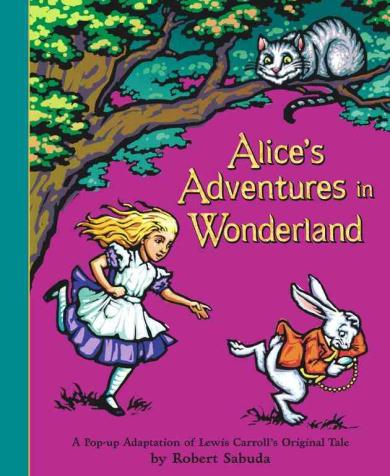 Alice's
Adventures in
Wonderland
A Pop-up Adaptation of Lewis Carroll's Original Tale
by Robert Sabuda